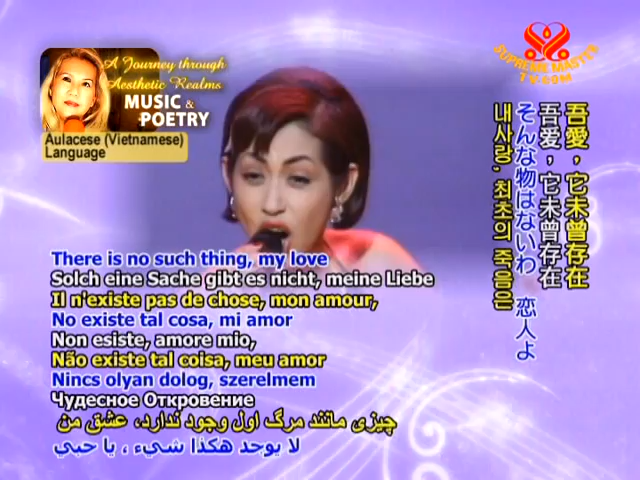 A Journey through
Aesthetic Realms
MUSIC &
POETRY
Aulacese (Vietnamese)
Language
SUPREME MASTER
TV.COM
吾愛，它未曾存在
吾爱，它未曾存在
そんな物はないわ 恋人よ
내사랑, 최초의 죽음은
There is no such thing, my love
Solch eine Sache gibt es nicht, meine Liebe
Il n'existe pas de chose, mon amour,
No existe tal cosa, mi amor
Non esiste, amore mio,
Não existe tal coisa, meu amor
Nincs olyan dolog, szerelmem
Чудесное Откровение
چیزی مانند مرگ اول وجود ندارد، عشق من
لا يوجد هكذا شيء ، يا حبي